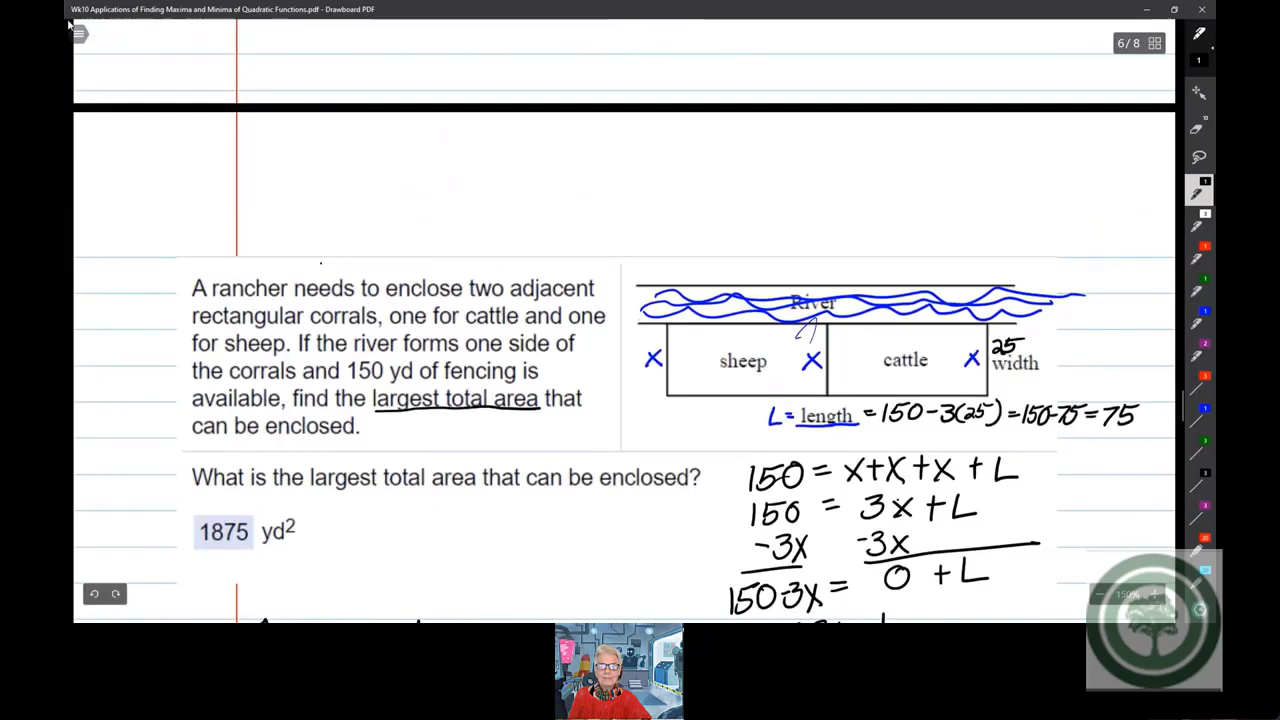 Wk10 Applications of Finding Maxima and Minima of Quadratic Functions.pdf - Drawboard PDF
6 / 8
A rancher needs to enclose two adjacent
rectangular corrals, one for cattle and one
for sheep. If the river forms one side of
the corrals and 150 yd of fencing is
available, find the largest total area that
can be enclosed.
River
X sheep X cattle X 25 width
L = length = 150 - 3(25) = 150-75 = 75
What is the largest total area that can be enclosed?
1875 yd2
150 = x+x+x + L
150 = 3x + L
-3x -3x
150-3x = 0 + L
150%